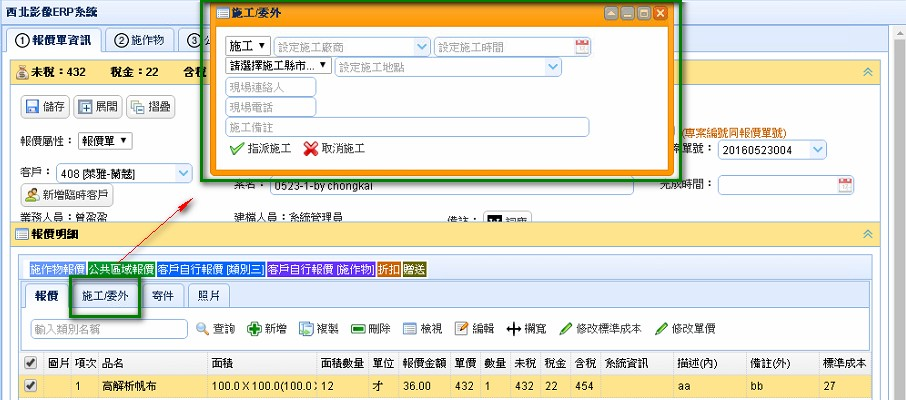 西北影像ERP系統
①報價單資訊 ②施作物 ③
未稅：432 稅金：22 含稅
儲存 展開 摺疊
報價屬性： 報價單
(專案編號同報價單號)
單號： 20160523004
客戶： 408 [萊雅-蘭蔻]
案名： 0523-1-by chongkai
完成時間：
新增臨時客戶
業務人員：曾盈盈 建檔人員：系統管理員 備註：
施工/委外
施工 設定施工廠商 設定施工時間
請選擇施工縣市... 設定施工地點
現場連絡人
現場電話
施工備註
指派施工 取消施工
報價明細
施作物報價 公共區域報價 客戶自行報價 [類別三] 客戶自行報價 [施作物] 折扣 贈送
報價 施工/委外 寄件 照片
輸入類別名稱 查詢 新增 複製 刪除 檢視 編輯 欄寬 修改標準成本 修改單價
圖片 項次 品名 面積 面積數量 單位 報價金額 單價 數量 未稅 稅金 含稅 系統資訊 描述(內) 備註(外) 標準成本
1 高解析帆布 100.0 X 100.0(100.0 12 才 36.00 432 1 432 22 454 aa bb 27